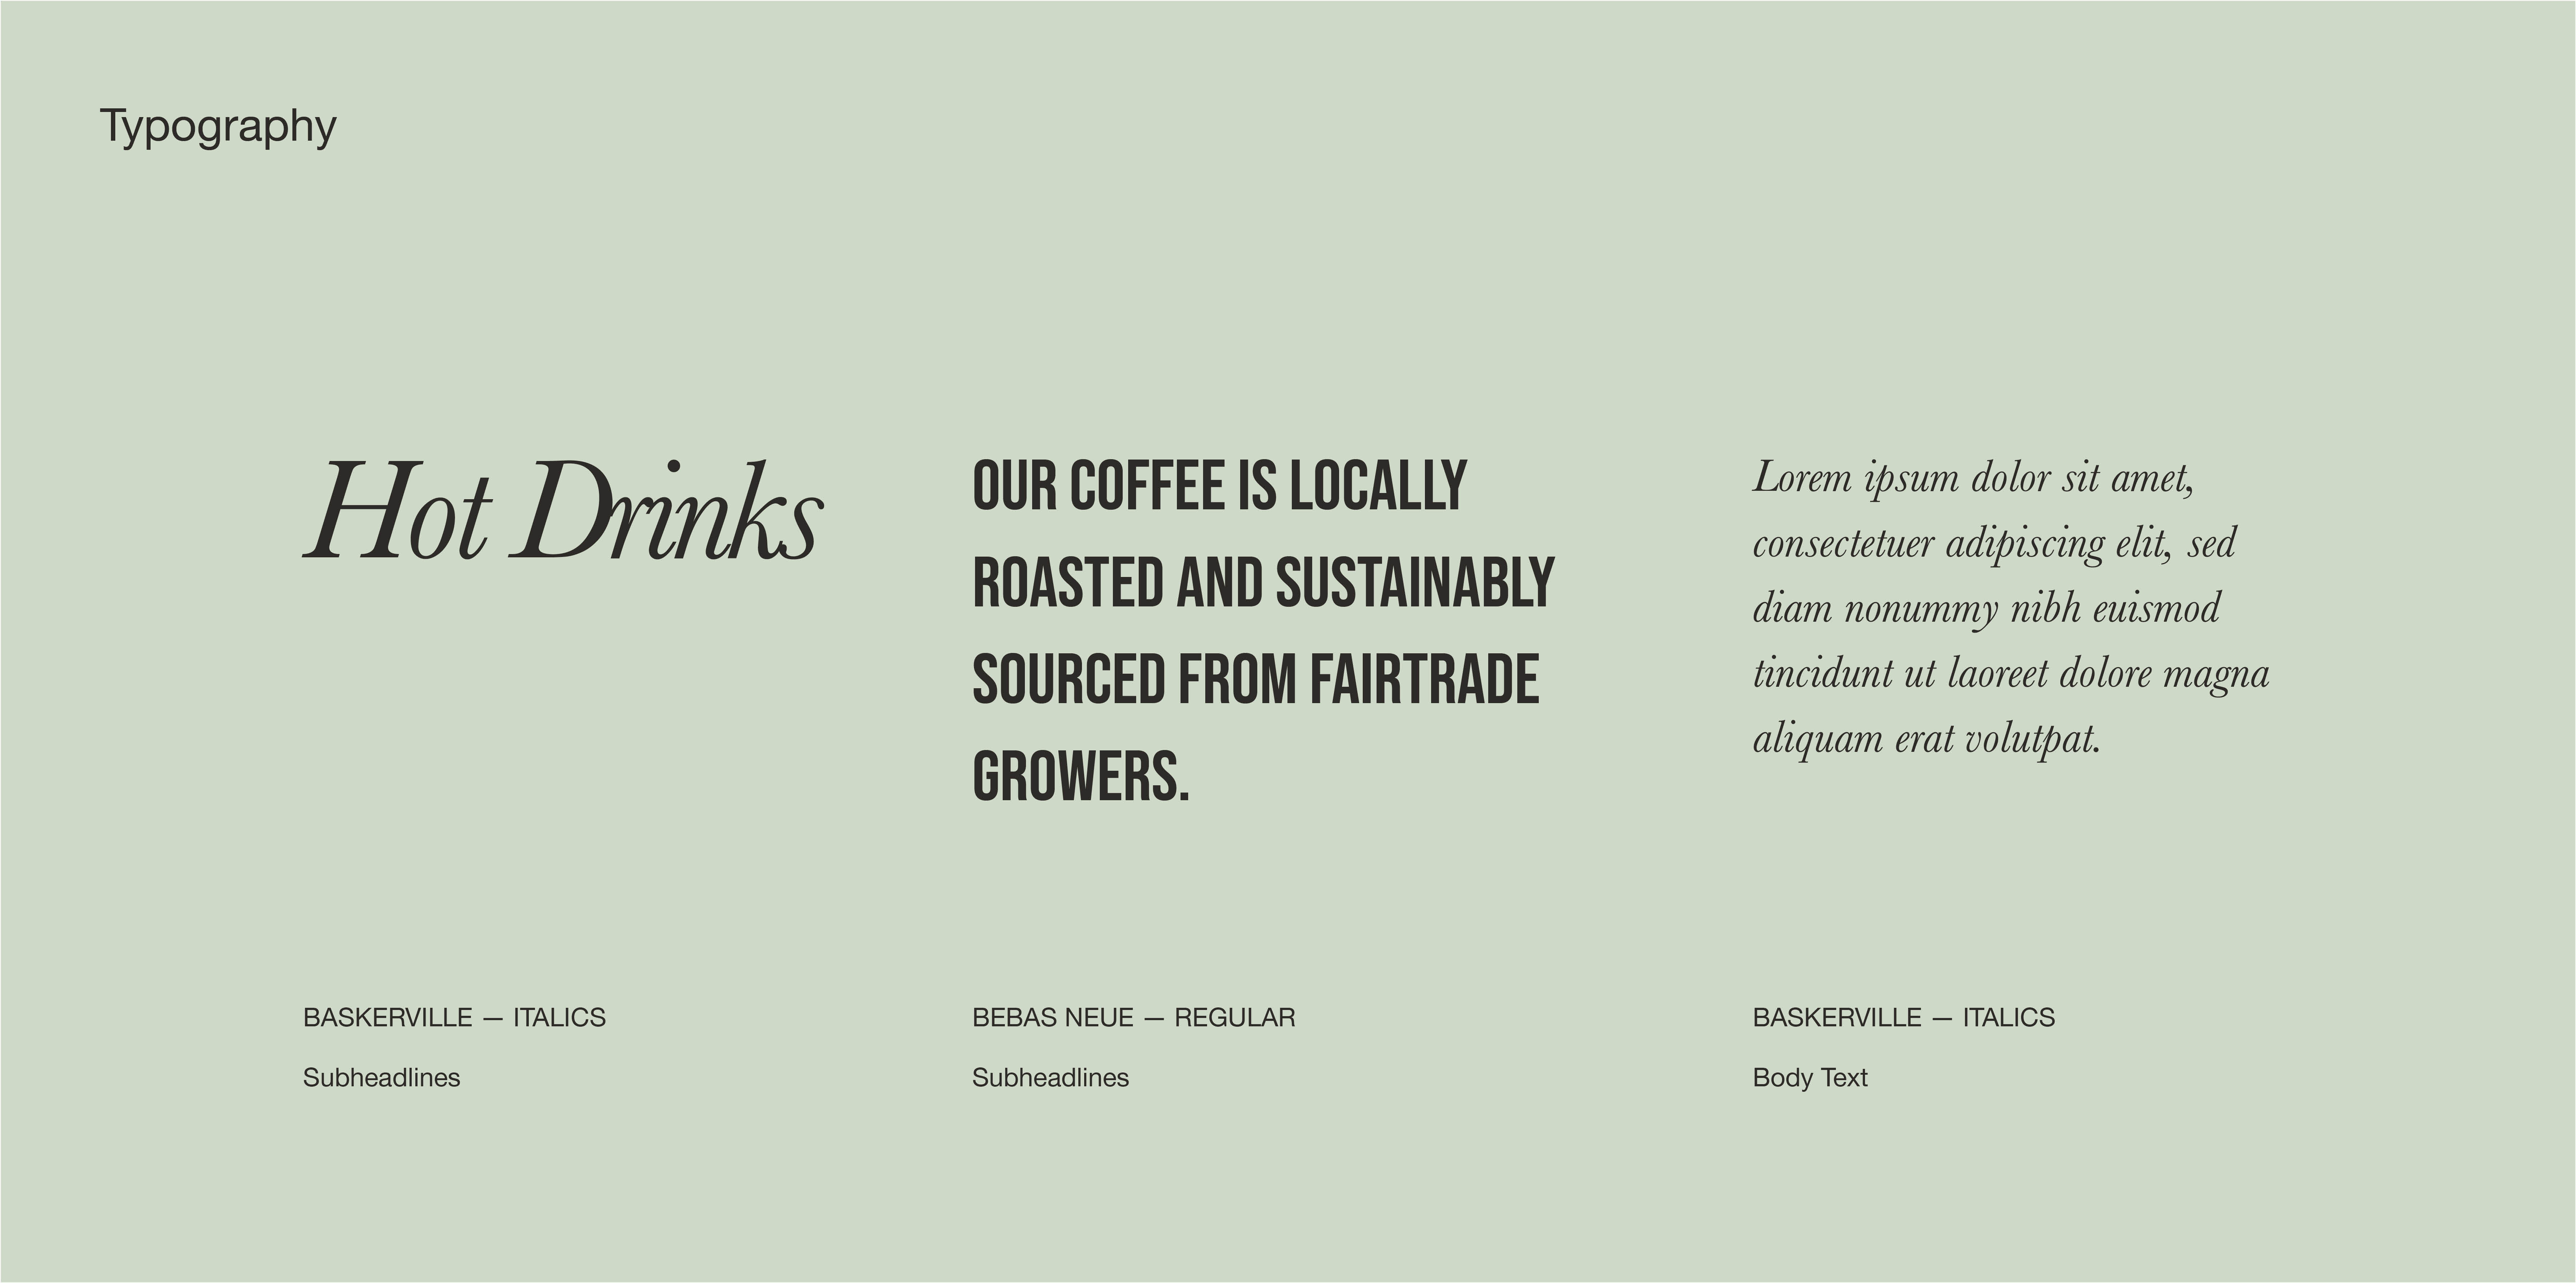 Typography
Hot Drinks
OUR COFFEE IS LOCALLY
ROASTED AND SUSTAINABLY
SOURCED FROM FAIRTRADE
GROWERS.
Lorem ipsum dolor sit amet,
consectetuer adipiscing elit, sed
diam nonummy nibh euismod
tincidunt ut laoreet dolore magna
aliquam erat volutpat.
BASKERVILLE — ITALICS
Subheadlines
BEBAS NEUE — REGULAR
Subheadlines
BASKERVILLE — ITALICS
Body Text